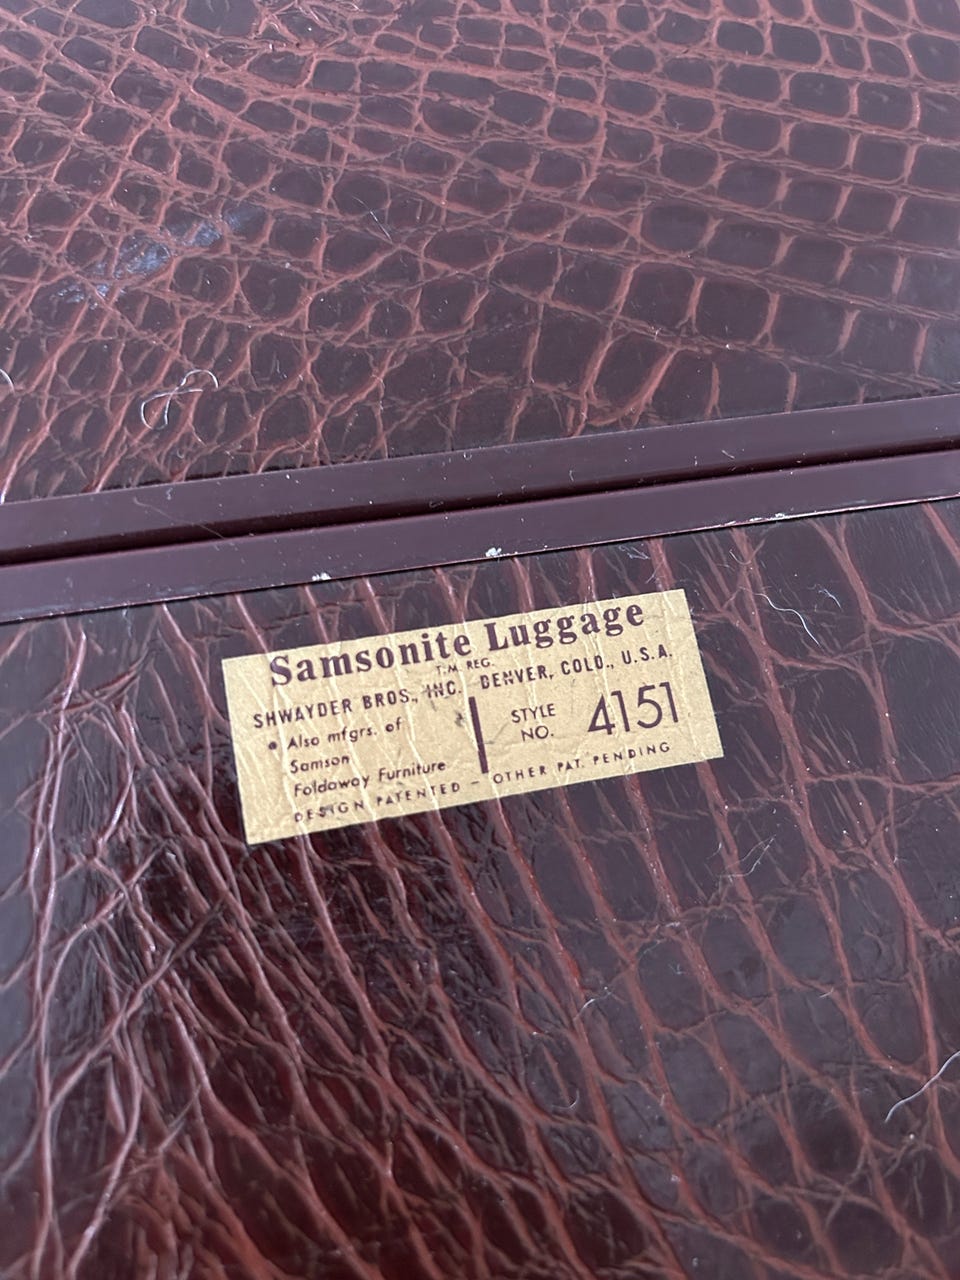 Samsonite Luggage
T.M. REG.
SHWAYDER BROS., INC. DENVER, COLO., U.S.A.
• Also mfgrs. of
Samson
Foldaway Furniture
STYLE
NO. 4151
DESIGN PATENTED – OTHER PAT. PENDING